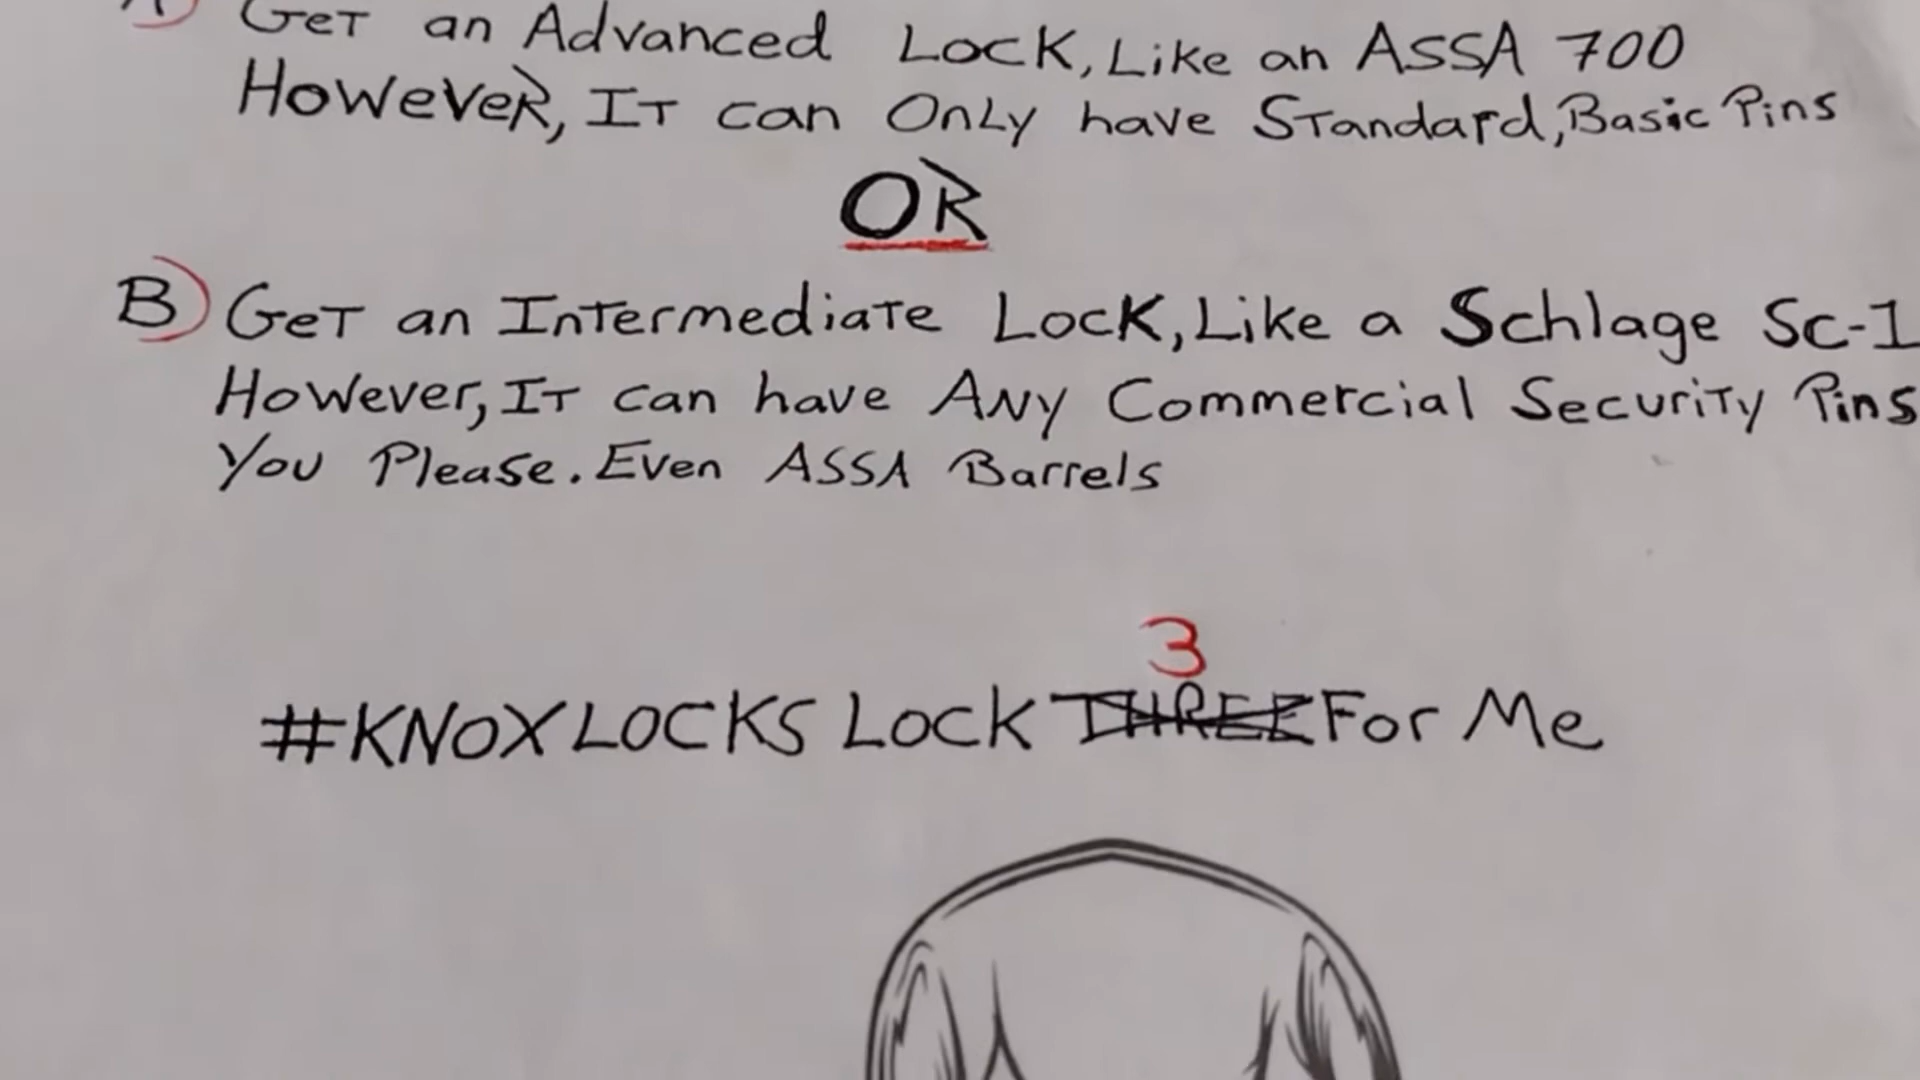 A) Get an Advanced Lock, Like an ASSA 700
However, It can Only have Standard, Basic Pins
OR
B) Get an Intermediate Lock, Like a Schlage SC-1
However, It can have Any Commercial Security Pins
You Please. Even ASSA Barrels
3
#KNOXLOCKS Lock THREE For Me